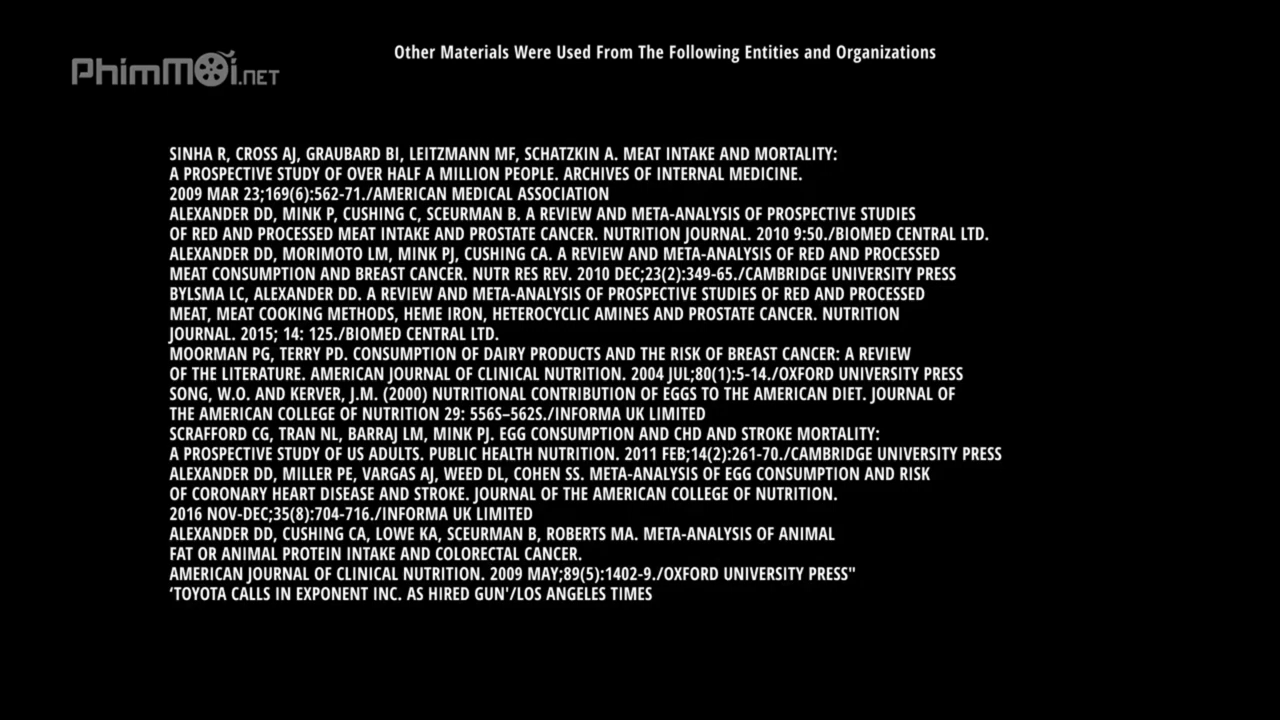 Other Materials Were Used From The Following Entities and Organizations
PhimMoi.NET
SINHA R, CROSS AJ, GRAUBARD BI, LEITZMANN MF, SCHATZKIN A. MEAT INTAKE AND MORTALITY:
A PROSPECTIVE STUDY OF OVER HALF A MILLION PEOPLE. ARCHIVES OF INTERNAL MEDICINE.
2009 MAR 23;169(6):562-71./AMERICAN MEDICAL ASSOCIATION
ALEXANDER DD, MINK P, CUSHING C, SCEURMAN B. A REVIEW AND META-ANALYSIS OF PROSPECTIVE STUDIES
OF RED AND PROCESSED MEAT INTAKE AND PROSTATE CANCER. NUTRITION JOURNAL. 2010 9:50./BIOMED CENTRAL LTD.
ALEXANDER DD, MORIMOTO LM, MINK PJ, CUSHING CA. A REVIEW AND META-ANALYSIS OF RED AND PROCESSED
MEAT CONSUMPTION AND BREAST CANCER. NUTR RES REV. 2010 DEC;23(2):349-65./CAMBRIDGE UNIVERSITY PRESS
BYLSMA LC, ALEXANDER DD. A REVIEW AND META-ANALYSIS OF PROSPECTIVE STUDIES OF RED AND PROCESSED
MEAT, MEAT COOKING METHODS, HEME IRON, HETEROCYCLIC AMINES AND PROSTATE CANCER. NUTRITION
JOURNAL. 2015; 14: 125./BIOMED CENTRAL LTD.
MOORMAN PG, TERRY PD. CONSUMPTION OF DAIRY PRODUCTS AND THE RISK OF BREAST CANCER: A REVIEW
OF THE LITERATURE. AMERICAN JOURNAL OF CLINICAL NUTRITION. 2004 JUL;80(1):5-14./OXFORD UNIVERSITY PRESS
SONG, W.O. AND KERVER, J.M. (2000) NUTRITIONAL CONTRIBUTION OF EGGS TO THE AMERICAN DIET. JOURNAL OF
THE AMERICAN COLLEGE OF NUTRITION 29: 556S–562S./INFORMA UK LIMITED
SCRAFFORD CG, TRAN NL, BARRAJ LM, MINK PJ. EGG CONSUMPTION AND CHD AND STROKE MORTALITY:
A PROSPECTIVE STUDY OF US ADULTS. PUBLIC HEALTH NUTRITION. 2011 FEB;14(2):261-70./CAMBRIDGE UNIVERSITY PRESS
ALEXANDER DD, MILLER PE, VARGAS AJ, WEED DL, COHEN SS. META-ANALYSIS OF EGG CONSUMPTION AND RISK
OF CORONARY HEART DISEASE AND STROKE. JOURNAL OF THE AMERICAN COLLEGE OF NUTRITION.
2016 NOV-DEC;35(8):704-716./INFORMA UK LIMITED
ALEXANDER DD, CUSHING CA, LOWE KA, SCEURMAN B, ROBERTS MA. META-ANALYSIS OF ANIMAL
FAT OR ANIMAL PROTEIN INTAKE AND COLORECTAL CANCER.
AMERICAN JOURNAL OF CLINICAL NUTRITION. 2009 MAY;89(5):1402-9./OXFORD UNIVERSITY PRESS"
‘TOYOTA CALLS IN EXPONENT INC. AS HIRED GUN'/LOS ANGELES TIMES